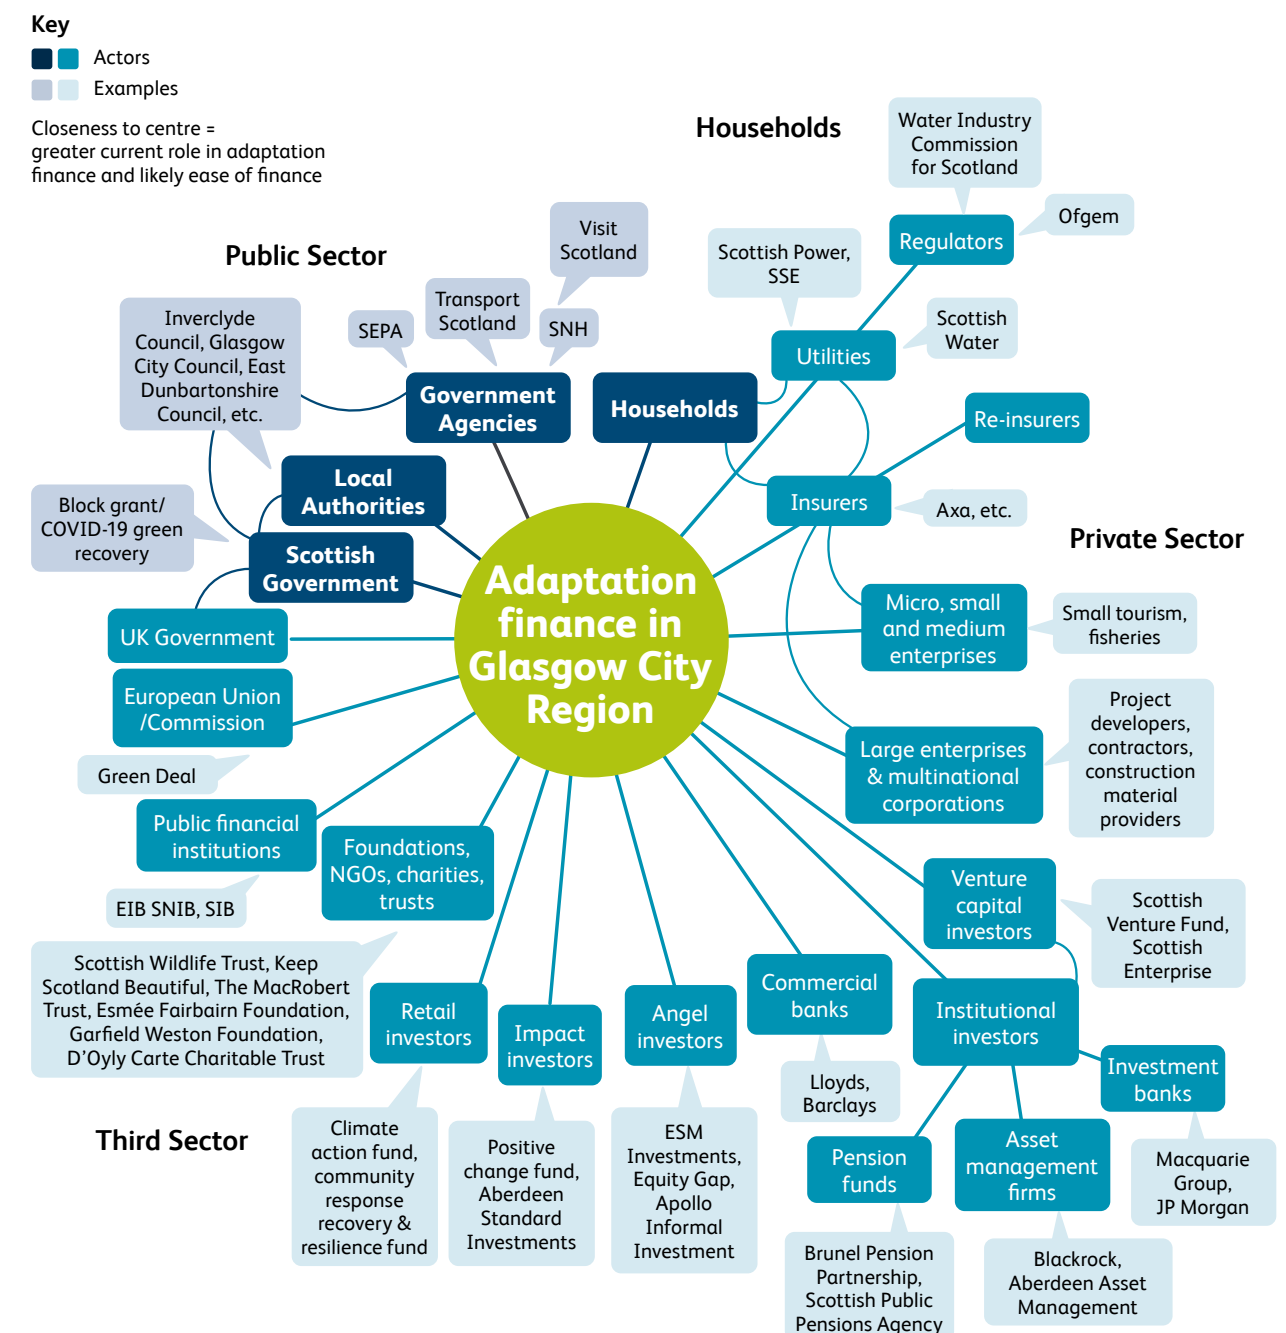 Key
Actors
Examples
Closeness to centre =
greater current role in adaptation
finance and likely ease of finance
Households
Water Industry
Commission
for Scotland
Ofgem
Regulators
Scottish Power,
SSE
Scottish
Water
Utilities
Public Sector
Visit
Scotland
Transport
Scotland
SEPA
SNH
Inverclyde
Council, Glasgow
City Council, East
Dunbartonshire
Council, etc.
Government
Agencies
Households
Re-insurers
Local
Authorities
Insurers
Axa, etc.
Block grant/
COVID-19 green
recovery
Scottish
Government
Private Sector
Adaptation
finance in
Glasgow City
Region
UK Government
Micro, small
and medium
enterprises
Small tourism,
fisheries
European Union
/Commission
Green Deal
Project
developers,
contractors,
construction
material
providers
Large enterprises
& multinational
corporations
Public financial
institutions
EIB SNIB, SIB
Foundations,
NGOs, charities,
trusts
Venture
capital
investors
Scottish
Venture Fund,
Scottish
Enterprise
Scottish Wildlife Trust, Keep
Scotland Beautiful, The MacRobert
Trust, Esmée Fairbairn Foundation,
Garfield Weston Foundation,
D'Oyly Carte Charitable Trust
Retail
investors
Impact
investors
Angel
investors
Commercial
banks
Institutional
investors
Investment
banks
Lloyds,
Barclays
Third Sector
Climate
action fund,
community
response
recovery &
resilience fund
Positive
change fund,
Aberdeen
Standard
Investments
ESM
Investments,
Equity Gap,
Apollo
Informal
Investment
Pension
funds
Asset
management
firms
Macquarie
Group,
JP Morgan
Brunel Pension
Partnership,
Scottish Public
Pensions Agency
Blackrock,
Aberdeen Asset
Management